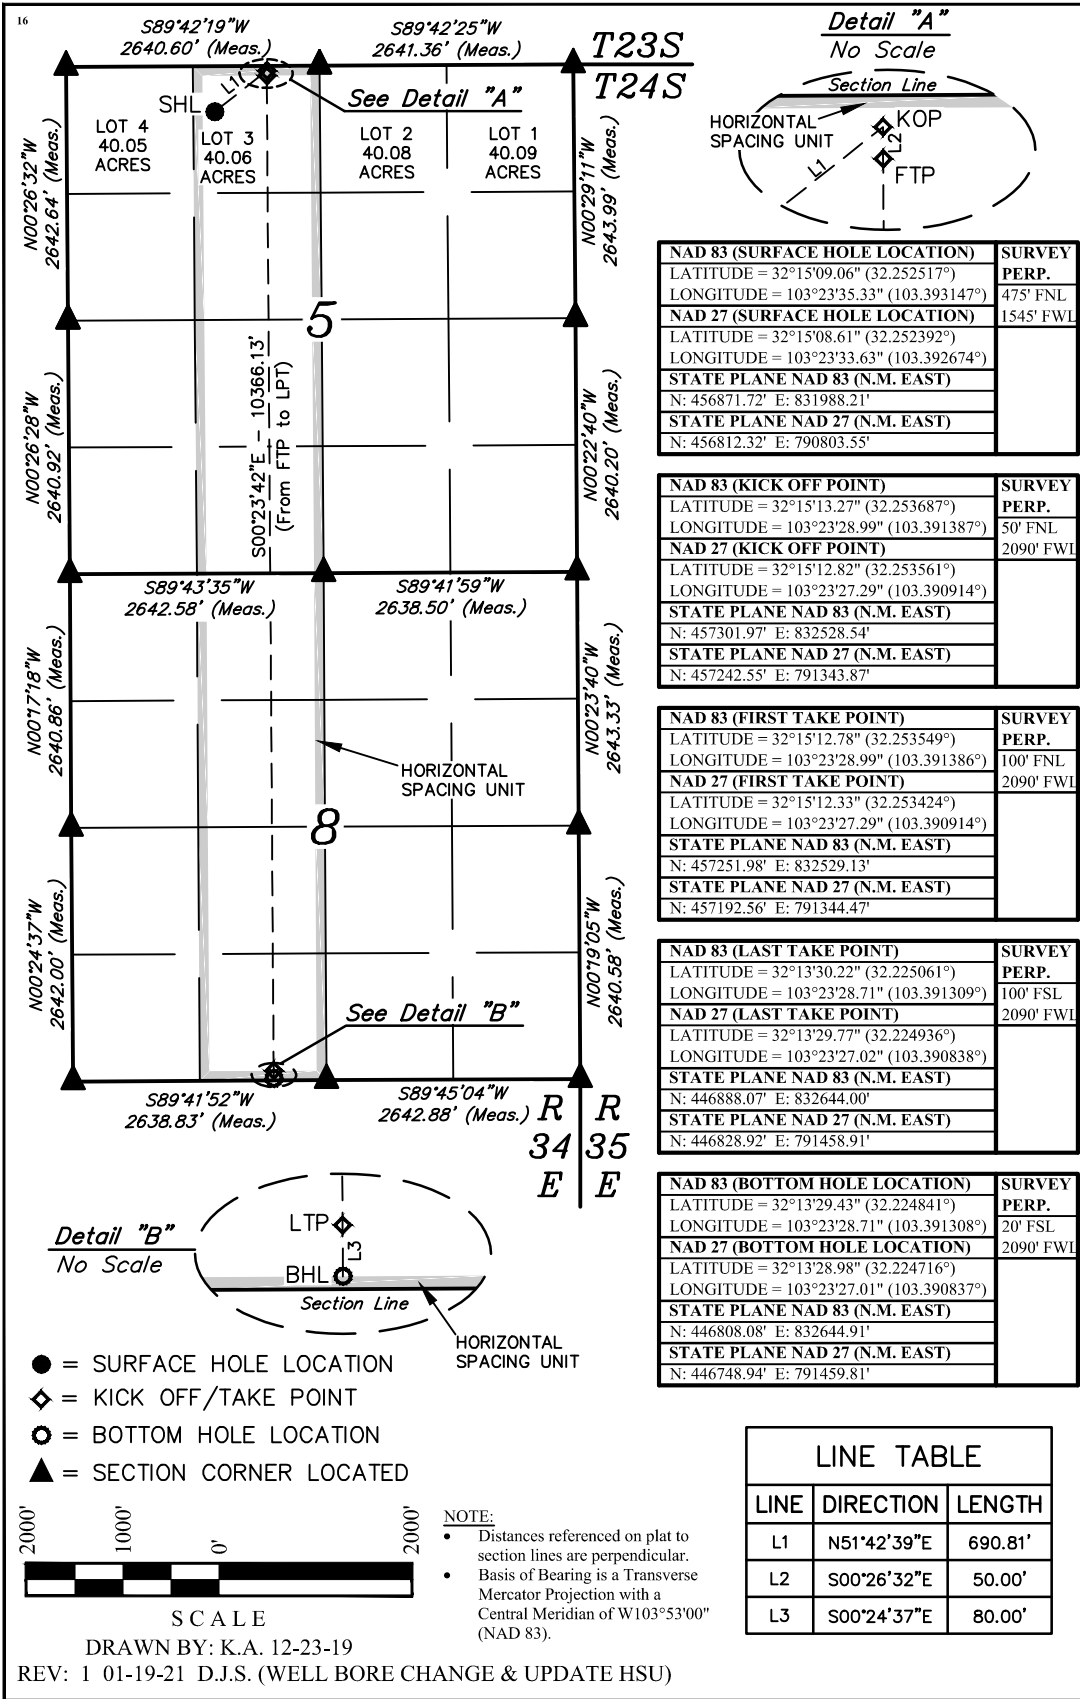 16
S89°42'19"W
2640.60' (Meas.)
S89°42'25"W
2641.36' (Meas.)
T23S
T24S
Detail "A"
No Scale
Section Line
HORIZONTAL
SPACING UNIT
KOP
L2
L1
FTP
SHL
L1
See Detail "A"
LOT 4
40.05
ACRES
LOT 3
40.06
ACRES
LOT 2
40.08
ACRES
LOT 1
40.09
ACRES
N00°26'32"W
2642.64' (Meas.)
N00°29'11"W
2643.99' (Meas.)
5
S00°23'42"E - 10366.13'
(From FTP to LPT)
N00°26'28"W
2640.92' (Meas.)
N00°22'40"W
2640.20' (Meas.)
S89°43'35"W
2642.58' (Meas.)
S89°41'59"W
2638.50' (Meas.)
N00°17'18"W
2640.86' (Meas.)
N00°23'40"W
2643.33' (Meas.)
HORIZONTAL
SPACING UNIT
8
N00°24'37"W
2642.00' (Meas.)
N00°19'05"W
2640.58' (Meas.)
See Detail "B"
S89°41'52"W
2638.83' (Meas.)
S89°45'04"W
2642.88' (Meas.)
R R
34 35
E E
NAD 83 (SURFACE HOLE LOCATION)
LATITUDE = 32°15'09.06" (32.252517°)
LONGITUDE = 103°23'35.33" (103.393147°)
NAD 27 (SURFACE HOLE LOCATION)
LATITUDE = 32°15'08.61" (32.252392°)
LONGITUDE = 103°23'33.63" (103.392674°)
STATE PLANE NAD 83 (N.M. EAST)
N: 456871.72' E: 831988.21'
STATE PLANE NAD 27 (N.M. EAST)
N: 456812.32' E: 790803.55'
SURVEY
PERP.
475' FNL
1545' FWL
NAD 83 (KICK OFF POINT)
LATITUDE = 32°15'13.27" (32.253687°)
LONGITUDE = 103°23'28.99" (103.391387°)
NAD 27 (KICK OFF POINT)
LATITUDE = 32°15'12.82" (32.253561°)
LONGITUDE = 103°23'27.29" (103.390914°)
STATE PLANE NAD 83 (N.M. EAST)
N: 457301.97' E: 832528.54'
STATE PLANE NAD 27 (N.M. EAST)
N: 457242.55' E: 791343.87'
SURVEY
PERP.
50' FNL
2090' FWL
NAD 83 (FIRST TAKE POINT)
LATITUDE = 32°15'12.78" (32.253549°)
LONGITUDE = 103°23'28.99" (103.391386°)
NAD 27 (FIRST TAKE POINT)
LATITUDE = 32°15'12.33" (32.253424°)
LONGITUDE = 103°23'27.29" (103.390914°)
STATE PLANE NAD 83 (N.M. EAST)
N: 457251.98' E: 832529.13'
STATE PLANE NAD 27 (N.M. EAST)
N: 457192.56' E: 791344.47'
SURVEY
PERP.
100' FNL
2090' FWL
NAD 83 (LAST TAKE POINT)
LATITUDE = 32°13'30.22" (32.225061°)
LONGITUDE = 103°23'28.71" (103.391309°)
NAD 27 (LAST TAKE POINT)
LATITUDE = 32°13'29.77" (32.224936°)
LONGITUDE = 103°23'27.02" (103.390838°)
STATE PLANE NAD 83 (N.M. EAST)
N: 446888.07' E: 832644.00'
STATE PLANE NAD 27 (N.M. EAST)
N: 446828.92' E: 791458.91'
SURVEY
PERP.
100' FSL
2090' FWL
NAD 83 (BOTTOM HOLE LOCATION)
LATITUDE = 32°13'29.43" (32.224841°)
LONGITUDE = 103°23'28.71" (103.391308°)
NAD 27 (BOTTOM HOLE LOCATION)
LATITUDE = 32°13'28.98" (32.224716°)
LONGITUDE = 103°23'27.01" (103.390837°)
STATE PLANE NAD 83 (N.M. EAST)
N: 446808.08' E: 832644.91'
STATE PLANE NAD 27 (N.M. EAST)
N: 446748.94' E: 791459.81'
SURVEY
PERP.
20' FSL
2090' FWL
Detail "B"
No Scale
LTP
L3
BHL
Section Line
HORIZONTAL
SPACING UNIT
= SURFACE HOLE LOCATION
= KICK OFF/TAKE POINT
= BOTTOM HOLE LOCATION
= SECTION CORNER LOCATED
2000' 1000' 0' 2000'
SCALE
DRAWN BY: K.A. 12-23-19
REV: 1 01-19-21 D.J.S. (WELL BORE CHANGE & UPDATE HSU)
NOTE:
• Distances referenced on plat to
section lines are perpendicular.
• Basis of Bearing is a Transverse
Mercator Projection with a
Central Meridian of W103°53'00"
(NAD 83).
LINE TABLE
LINE DIRECTION LENGTH
L1 N51°42'39"E 690.81'
L2 S00°26'32"E 50.00'
L3 S00°24'37"E 80.00'